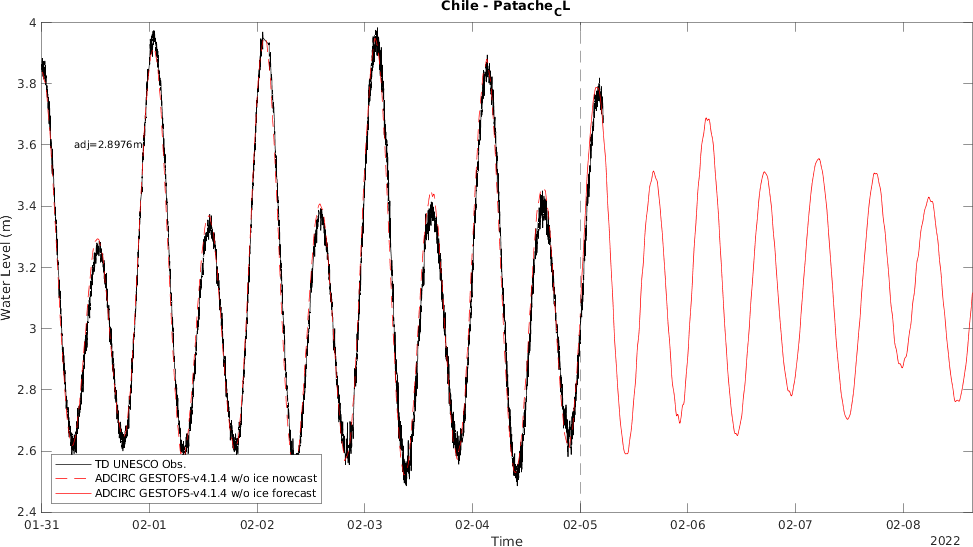 Chile - Patache_CL
4
3.8
3.6
3.4
3.2
3
2.8
2.6
2.4
Water Level (m)
adj=2.8976m
TD UNESCO Obs.
ADCIRC GESTOFS-v4.1.4 w/o ice nowcast
ADCIRC GESTOFS-v4.1.4 w/o ice forecast
01-31 02-01 02-02 02-03 02-04 02-05 02-06 02-07 02-08
Time
2022